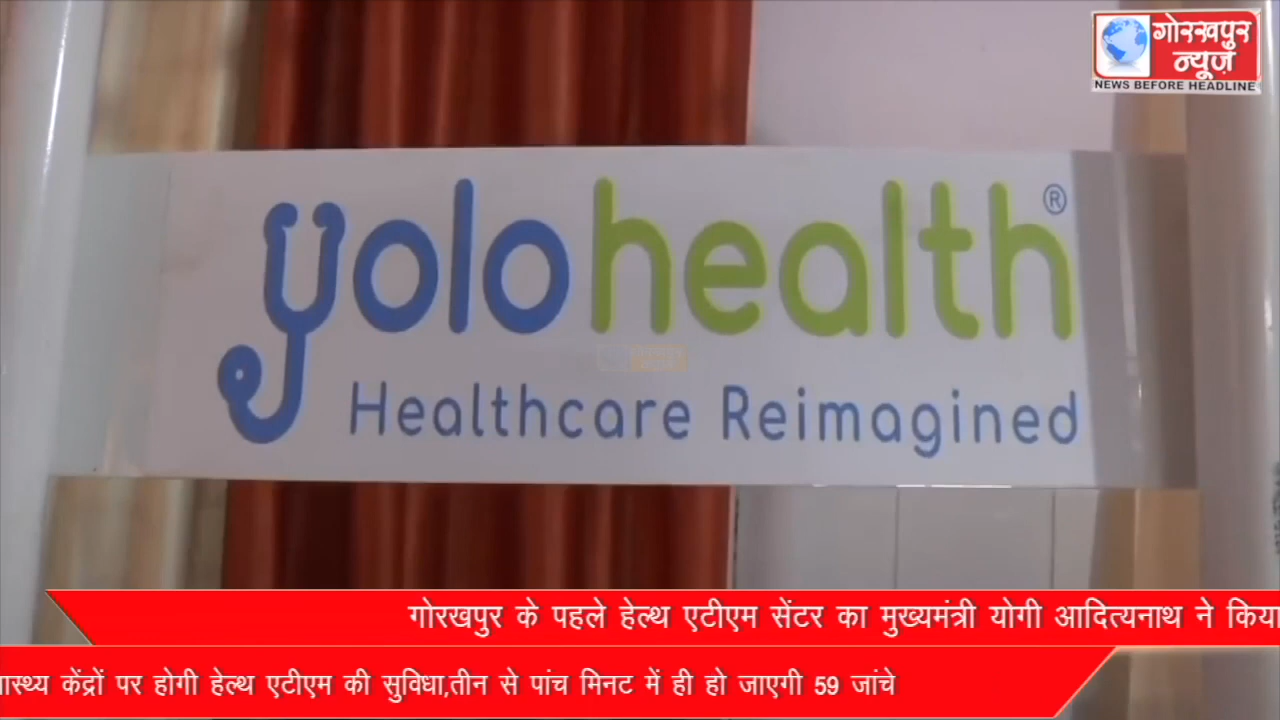 गोरखपुर
न्यूज़
NEWS BEFORE HEADLINE
yolohealth®
Healthcare Reimagined
गोरखपुर के पहले हेल्थ एटीएम सेंटर का मुख्यमंत्री योगी आदित्यनाथ ने किया
केंद्रों पर होगी हेल्थ एटीएम की सुविधा,तीन से पांच मिनट में ही हो जाएगी 59 जांचे